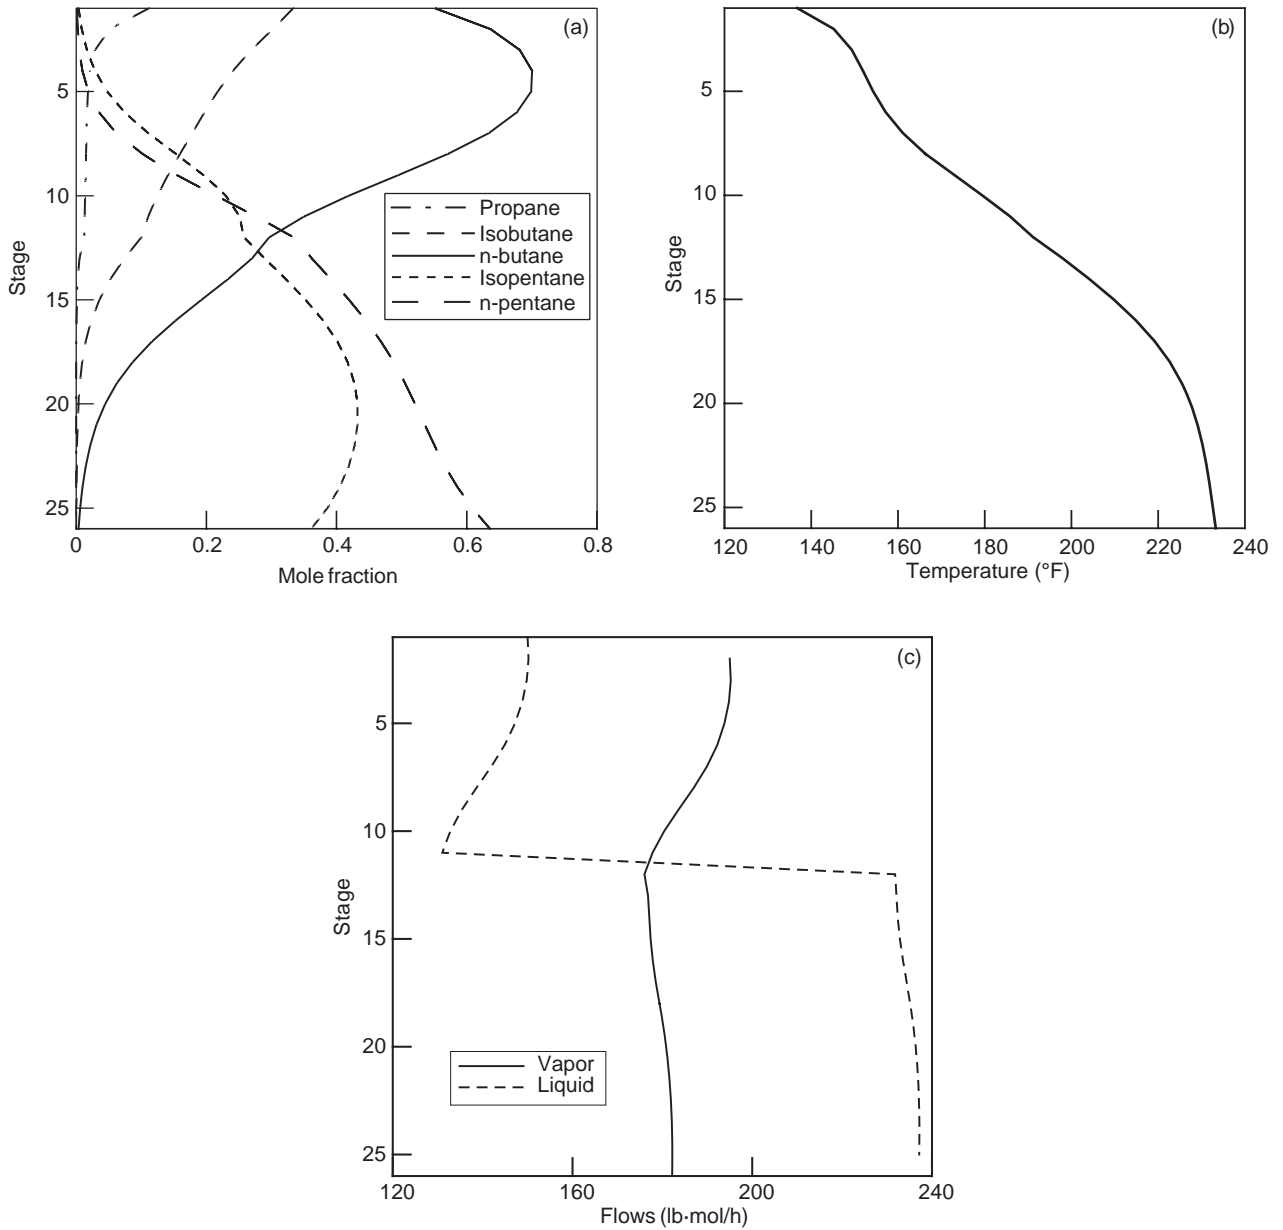 (a)
5
10
15
20
25
Stage
Propane
Isobutane
n-butane
Isopentane
n-pentane
0
0.2
0.4
0.6
0.8
Mole fraction
(b)
5
10
15
20
25
Stage
120
140
160
180
200
220
240
Temperature (°F)
(c)
5
10
15
20
25
Stage
Vapor
Liquid
120
160
200
240
Flows (lb·mol/h)